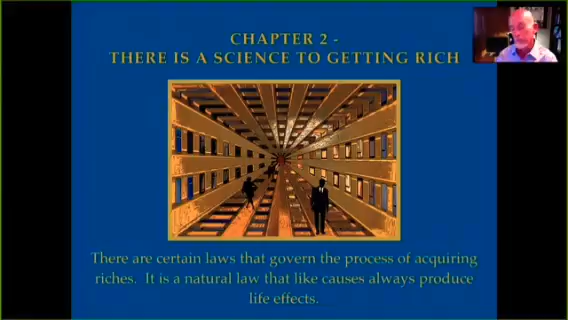 CHAPTER 2 -
THERE IS A SCIENCE TO GETTING RICH
There are certain laws that govern the process of acquiring
riches.  It is a natural law that like causes always produce
life effects.